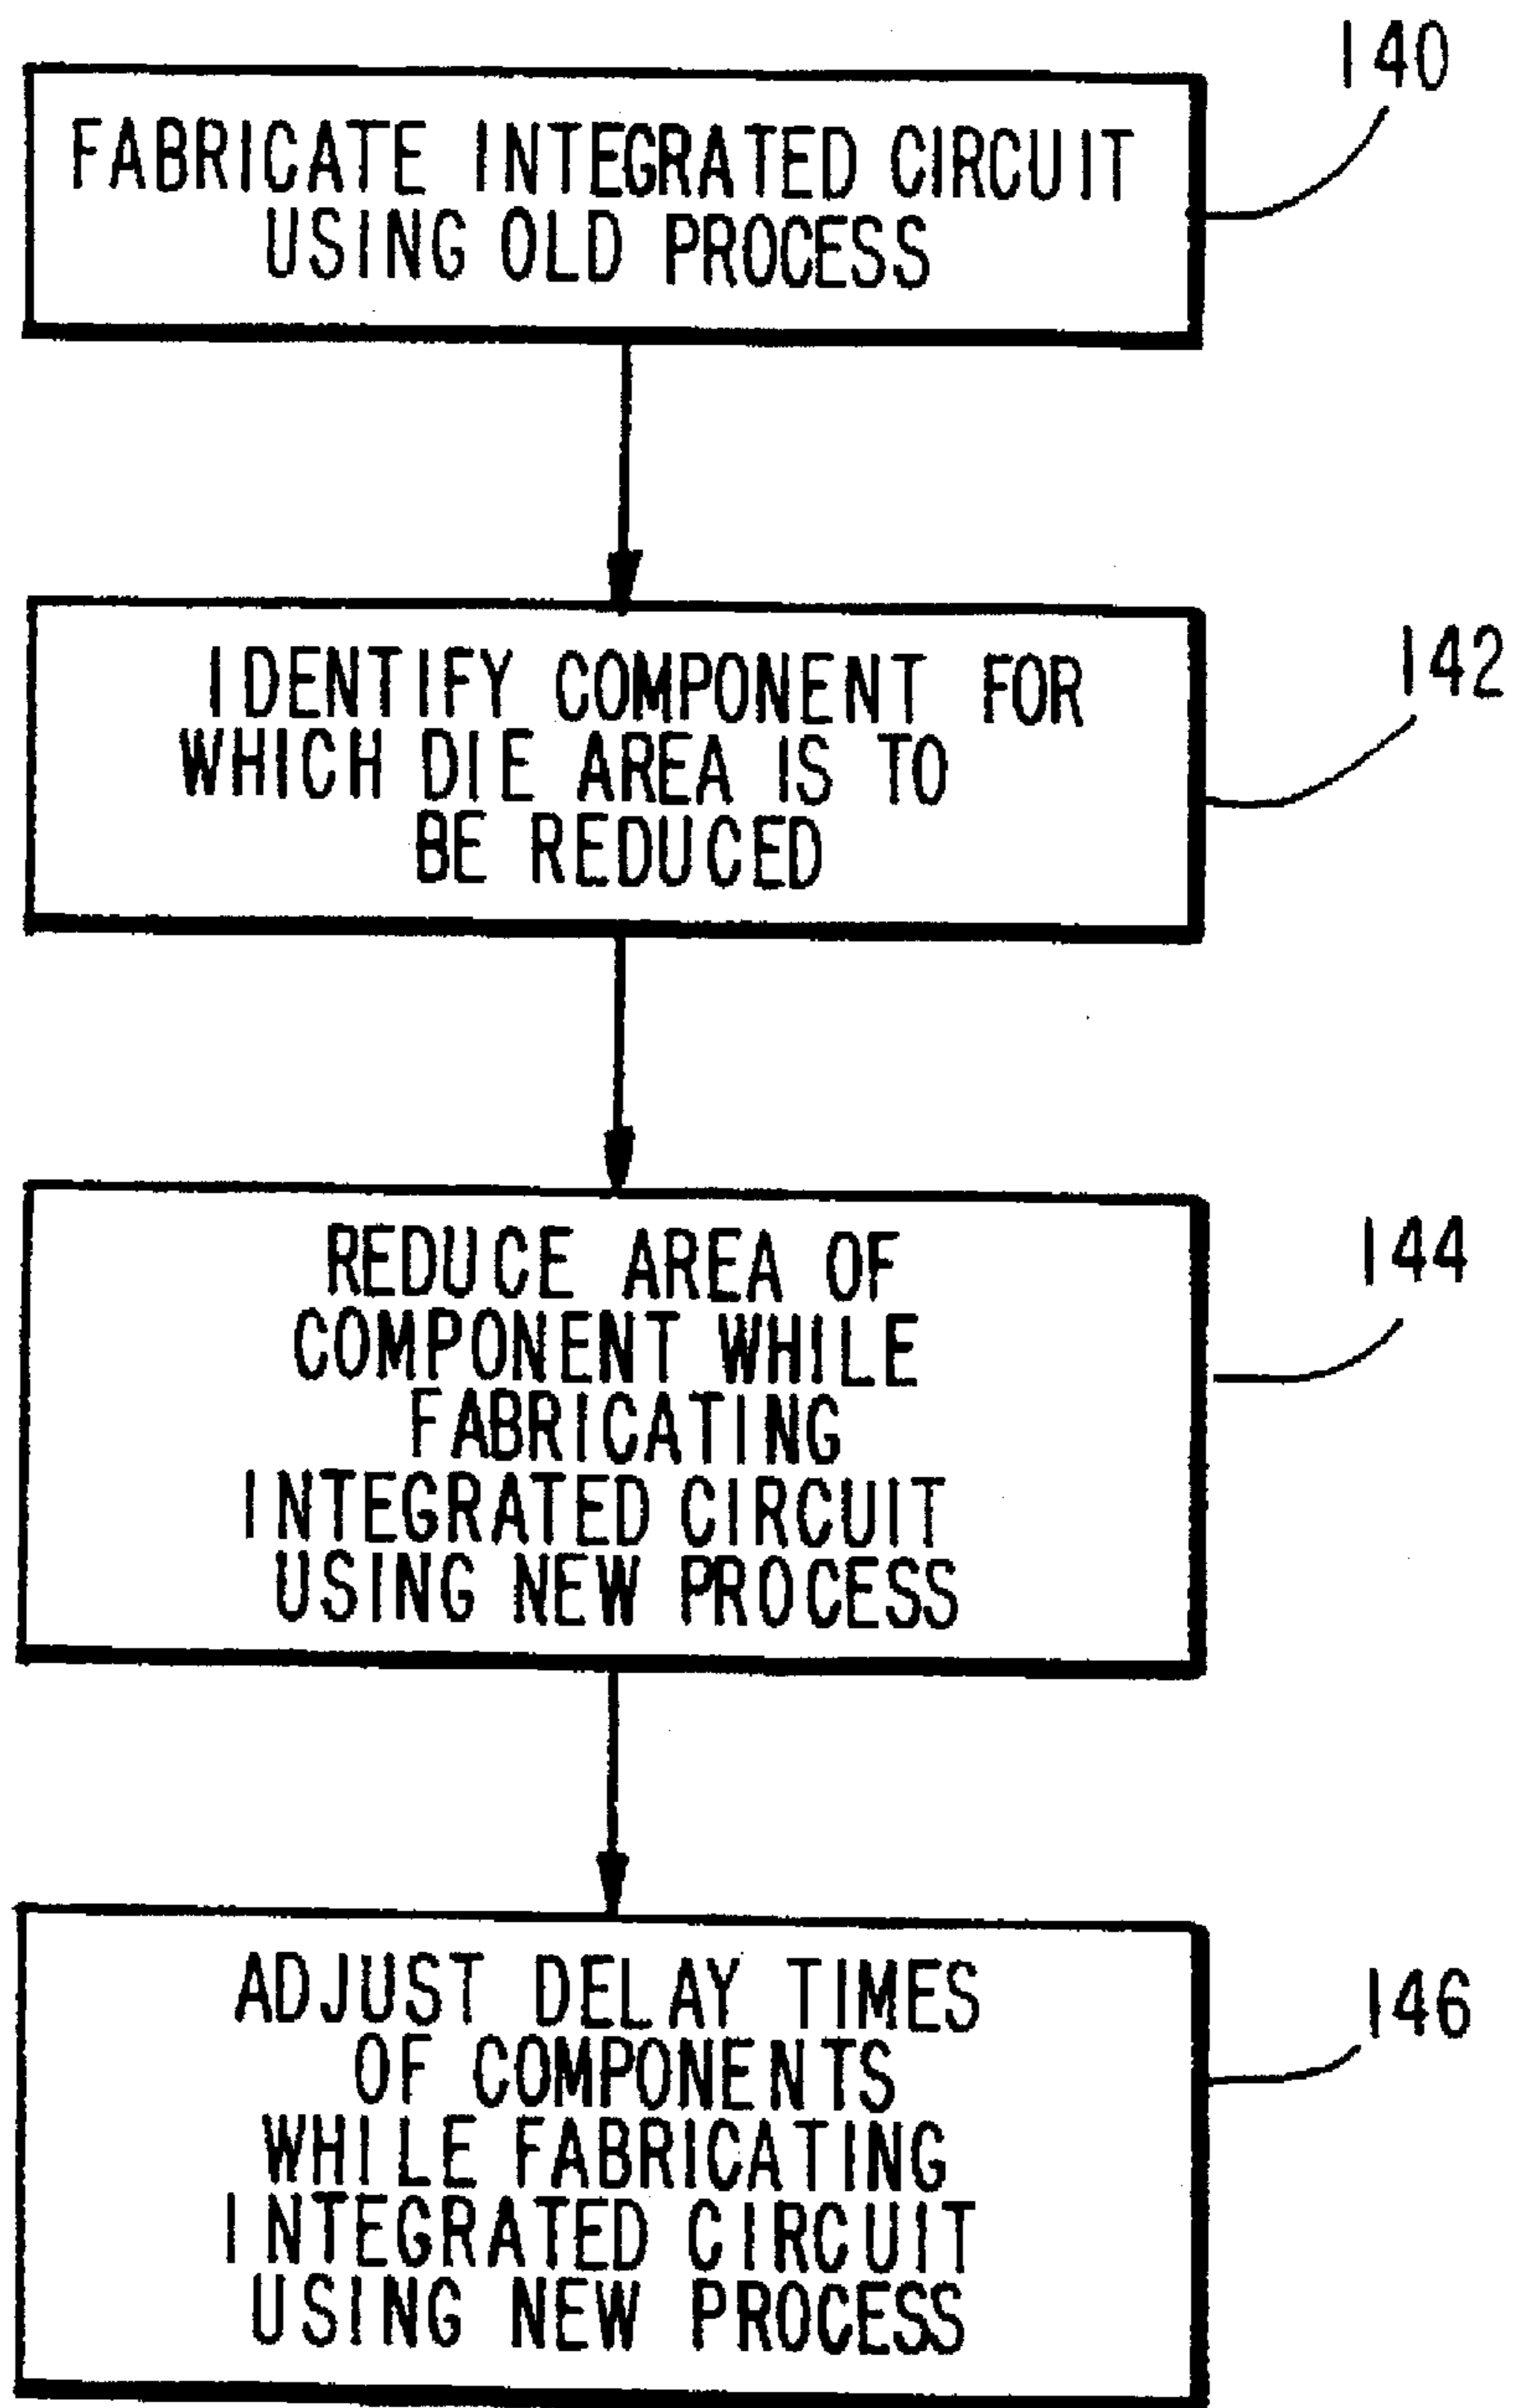 140
FABRICATE INTEGRATED CIRCUIT
USING OLD PROCESS
142
IDENTIFY COMPONENT FOR
WHICH DIE AREA IS TO
BE REDUCED
144
REDUCE AREA OF
COMPONENT WHILE
FABRICATING
INTEGRATED CIRCUIT
USING NEW PROCESS
146
ADJUST DELAY TIMES
OF COMPONENTS
WHILE FABRICATING
INTEGRATED CIRCUIT
USING NEW PROCESS